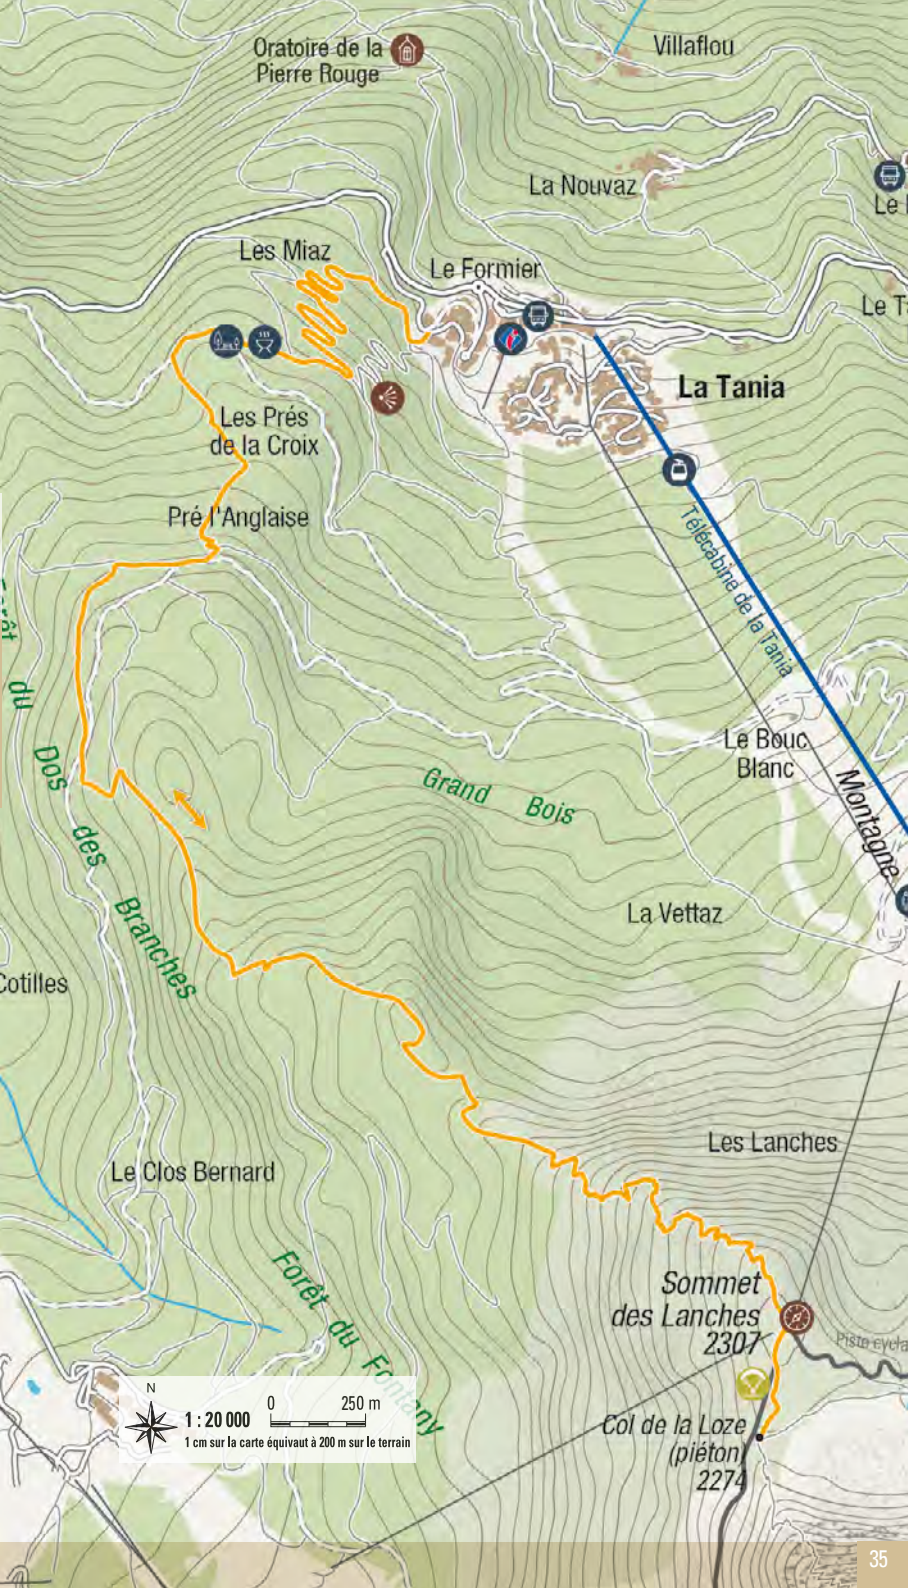 Oratoire de la
Pierre Rouge
Villaflou
La Nouvaz
Le
Les Miaz
Le Formier
Le
La Tania
Les Prés
de la Croix
Pré l'Anglaise
Télécabine de la Tania
du
Dos
des
Branches
Le Bouc
Blanc
Montagne
Grand Bois
La Vettaz
Cotilles
Les Lanches
Le Clos Bernard
Forêt du Fontany
Sommet
des Lanches
2307
Piste cycla
Col de la Loze
(piéton)
2274
N
1 : 20 000
0 250 m
1 cm sur la carte équivaut à 200 m sur le terrain
35